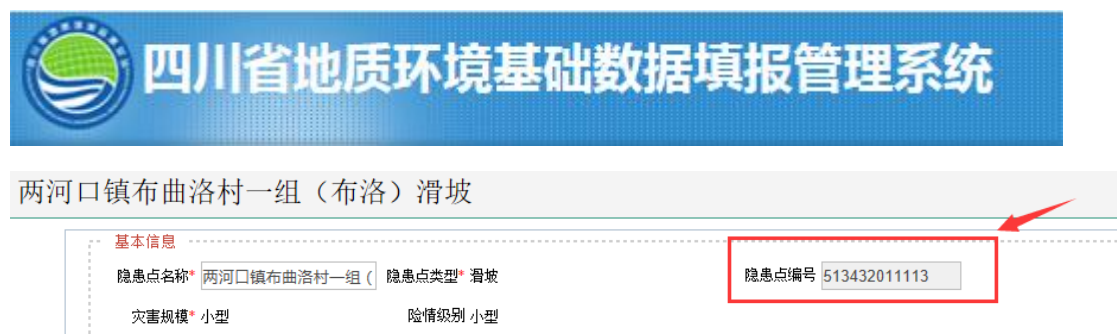 四川省地质环境基础数据填报管理系统
两河口镇布曲洛村一组（布洛）滑坡
基本信息
隐患点名称* 两河口镇布曲洛村一组（ 隐患点类型* 滑坡 隐患点编号 513432011113
灾害规模* 小型 险情级别 小型